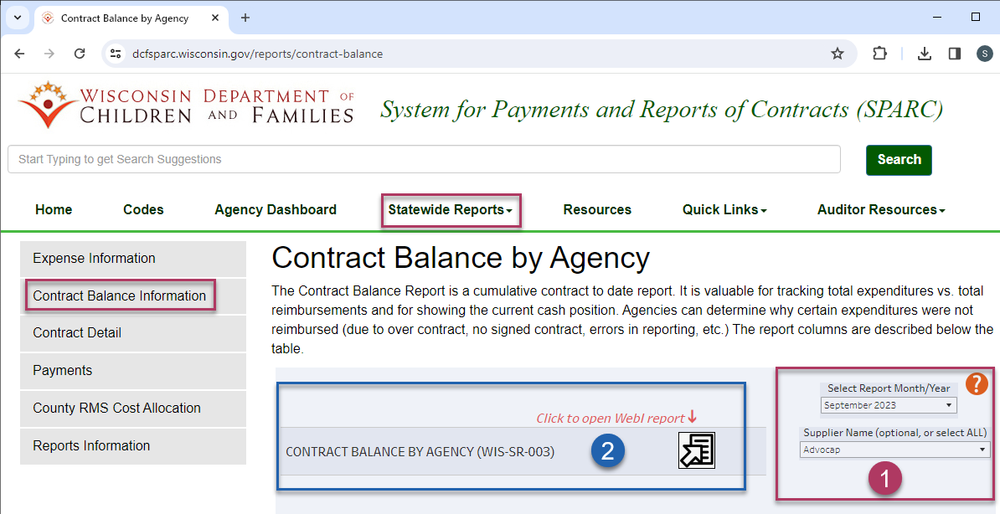 Contract Balance by Agency
dcfsparc.wisconsin.gov/reports/contract-balance
S
WISCONSIN DEPARTMENT OF
CHILDREN AND FAMILIES
System for Payments and Reports of Contracts (SPARC)
Start Typing to get Search Suggestions
Search
Home Codes Agency Dashboard Statewide Reports Resources Quick Links Auditor Resources
Expense Information
Contract Balance Information
Contract Detail
Payments
County RMS Cost Allocation
Reports Information
Contract Balance by Agency
The Contract Balance Report is a cumulative contract to date report. It is valuable for tracking total expenditures vs. total
reimbursements and for showing the current cash position. Agencies can determine why certain expenditures were not
reimbursed (due to over contract, no signed contract, errors in reporting, etc.) The report columns are described below the
table.
Click to open WebI report
CONTRACT BALANCE BY AGENCY (WIS-SR-003)
2
?
Select Report Month/Year
September 2023
Supplier Name (optional, or select ALL)
Advocap
1